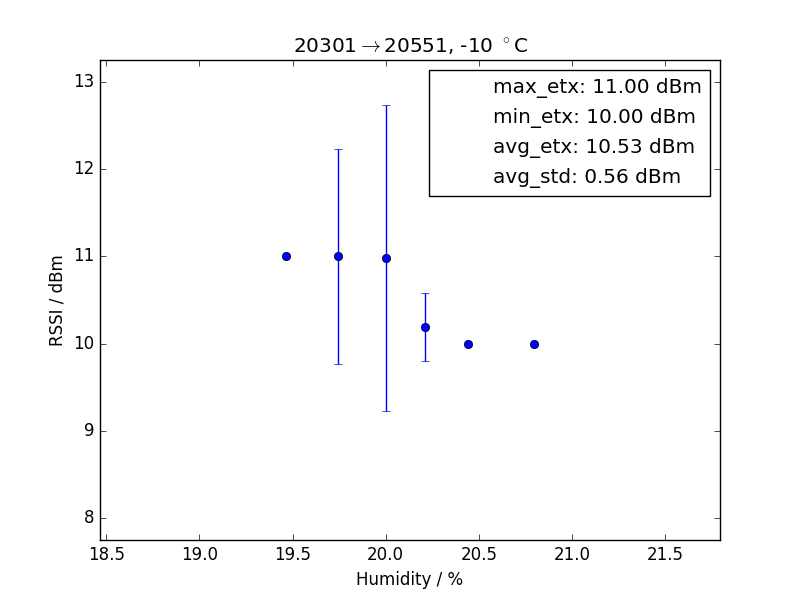 20301→20551, -10 °C
max_etx: 11.00 dBm
min_etx: 10.00 dBm
avg_etx: 10.53 dBm
avg_std: 0.56 dBm
RSSI / dBm
13
12
11
10
9
8
18.5 19.0 19.5 20.0 20.5 21.0 21.5
Humidity / %